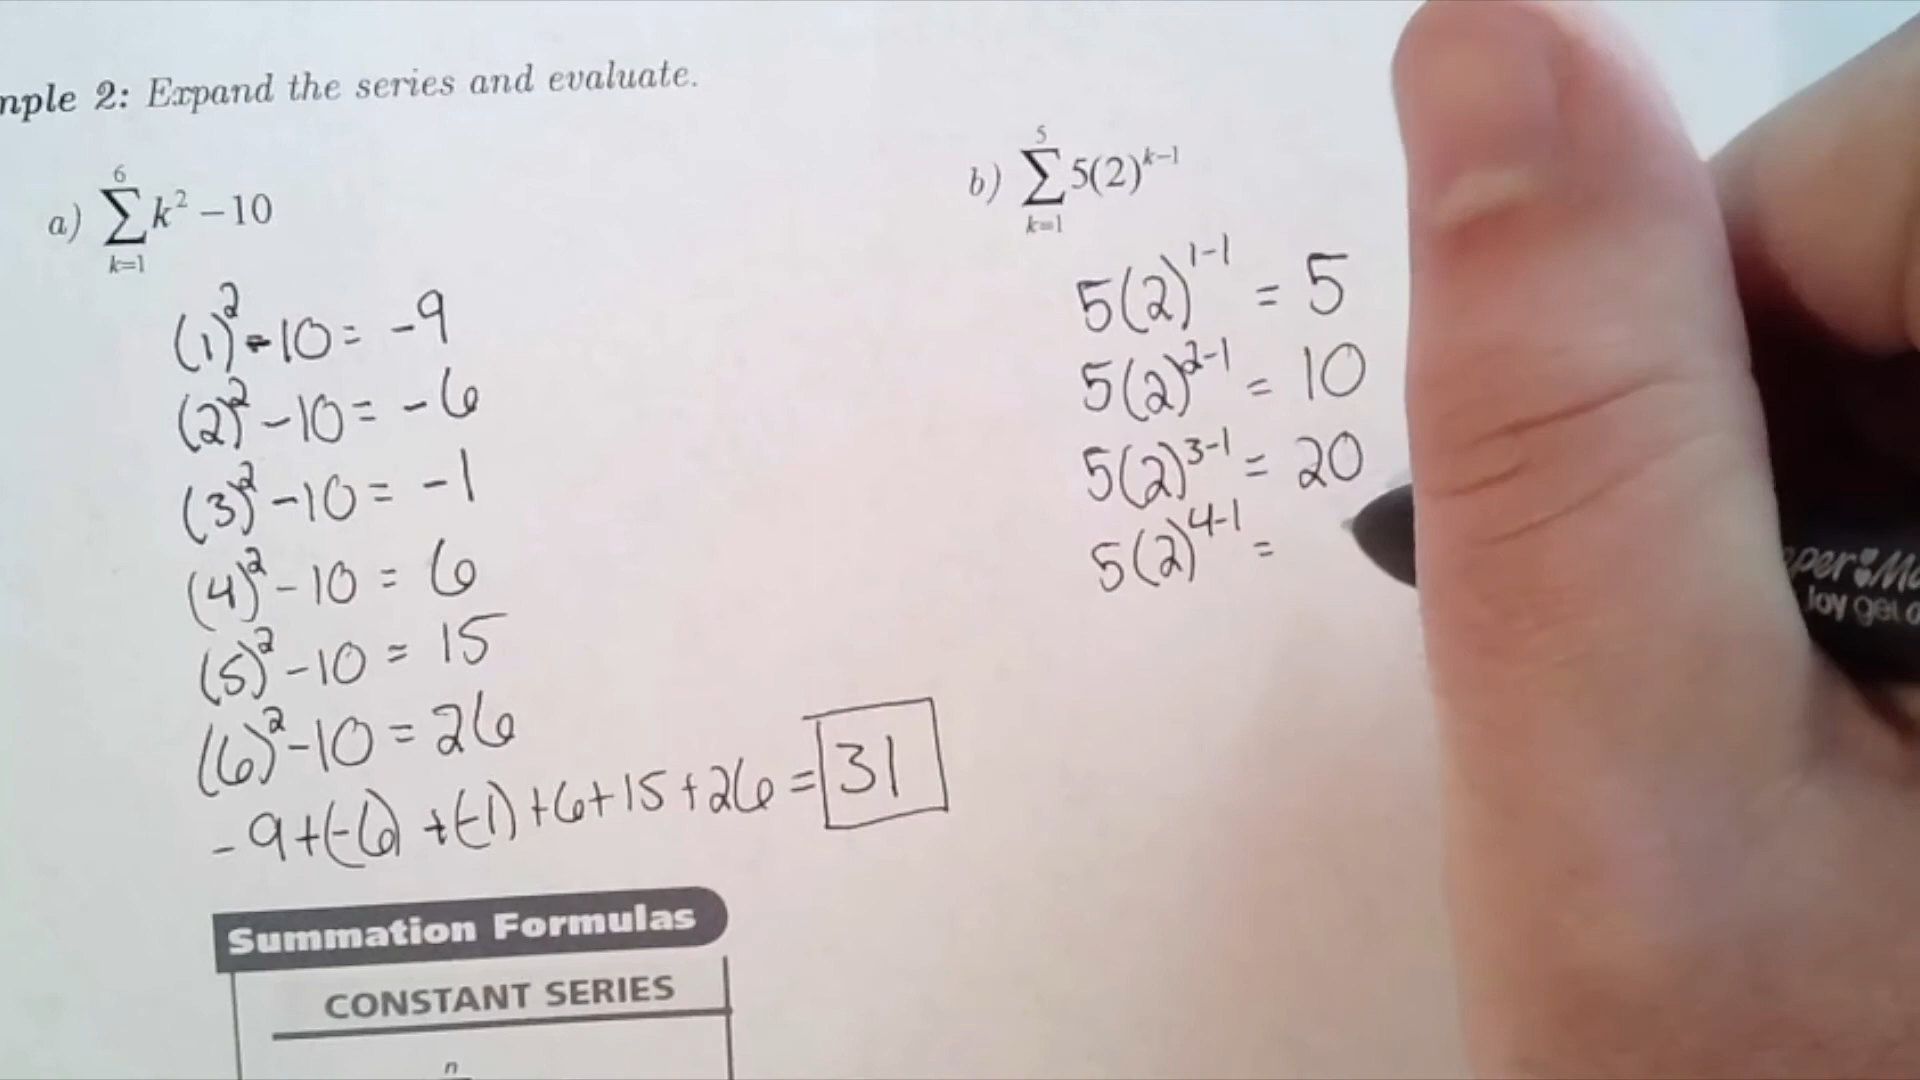 nple 2: Expand the series and evaluate.
a) 6 ∑ k=1 k² – 10
(1)² - 10 = -9
(2)² - 10 = -6
(3)² - 10 = -1
(4)² - 10 = 6
(5)² - 10 = 15
(6)² - 10 = 26
-9+(-6)+(-1)+6+15+26 = 31
b) 5 ∑ k=1 5(2)^k–1
5(2)^1-1 = 5
5(2)^2-1 = 10
5(2)^3-1 = 20
5(2)^4-1 =
Summation Formulas
CONSTANT SERIES
n